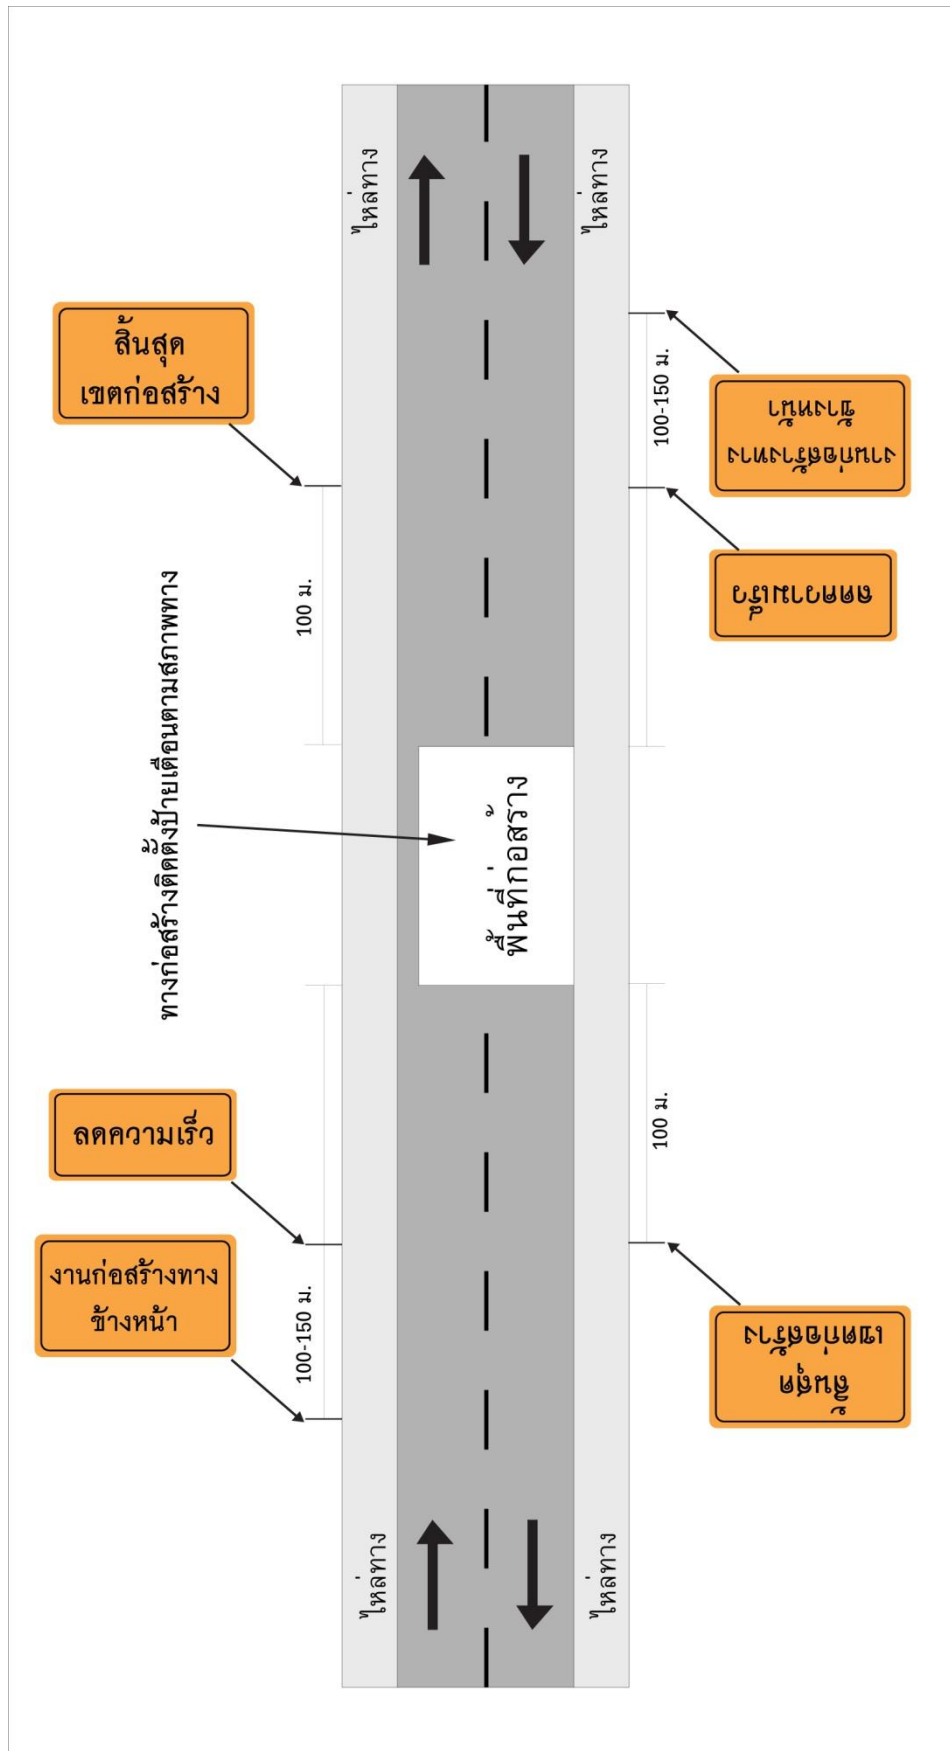 ไหล่ทาง
ไหล่ทาง
สิ้นสุด
เขตก่อสร้าง
100-150 ม.
งานก่อสร้างทาง
ข้างหน้า
100 ม.
ลดความเร็ว
ทางก่อสร้างติดตั้งป้ายเตือนตามสภาพทาง
พื้นที่ก่อสร้าง
ลดความเร็ว
100 ม.
งานก่อสร้างทาง
ข้างหน้า
100-150 ม.
สิ้นสุด
เขตก่อสร้าง
ไหล่ทาง
ไหล่ทาง